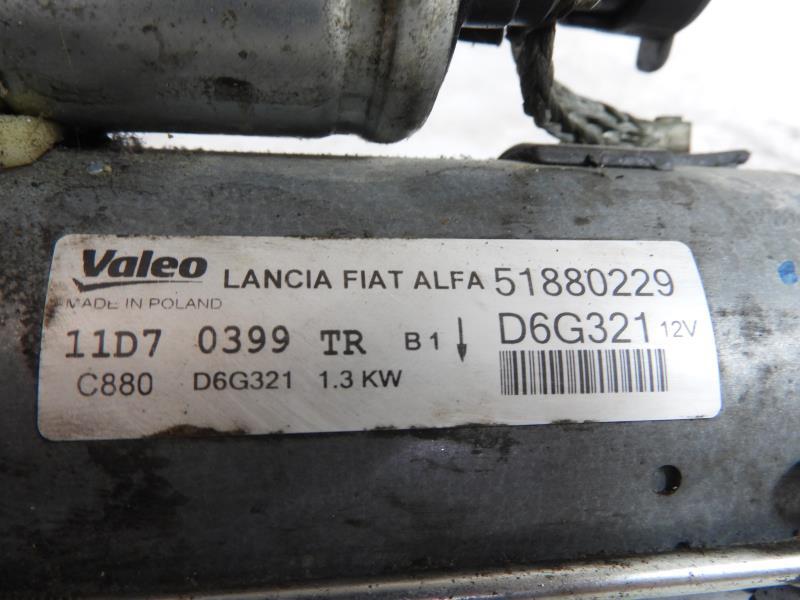 Valeo LANCIA FIAT ALFA 51880229
MADE IN POLAND
11D7 0399 TR B1 D6G321 12V
C880 D6G321 1.3 KW